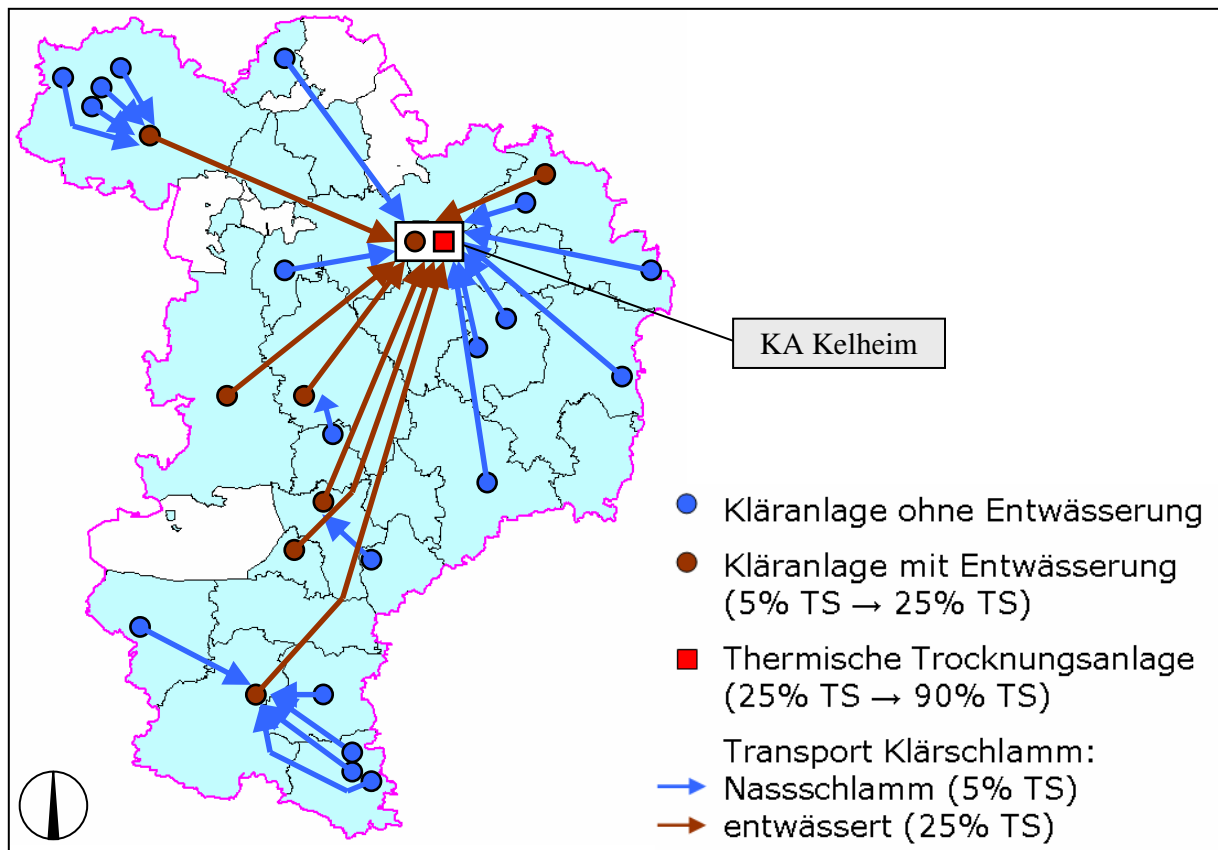 KA Kelheim
Kläranlage ohne Entwässerung
Kläranlage mit Entwässerung
(5% TS → 25% TS)
Thermische Trocknungsanlage
(25% TS → 90% TS)
Transport Klärschlamm:
Nassschlamm (5% TS)
entwässert (25% TS)